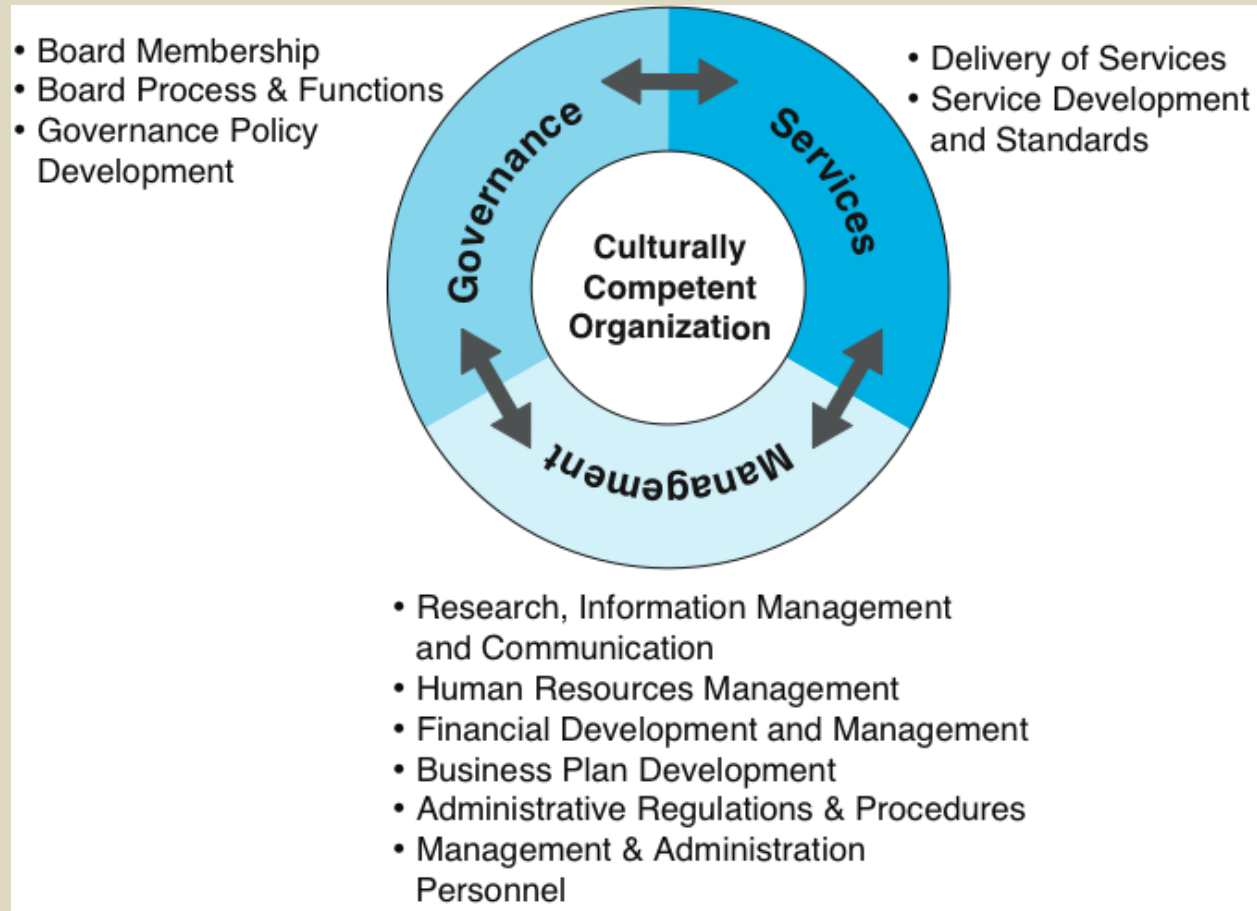 • Board Membership
• Board Process & Functions
• Governance Policy
Development
Governance
Services
• Delivery of Services
• Service Development
and Standards
Culturally
Competent
Organization
Management
• Research, Information Management
and Communication
• Human Resources Management
• Financial Development and Management
• Business Plan Development
• Administrative Regulations & Procedures
• Management & Administration
Personnel